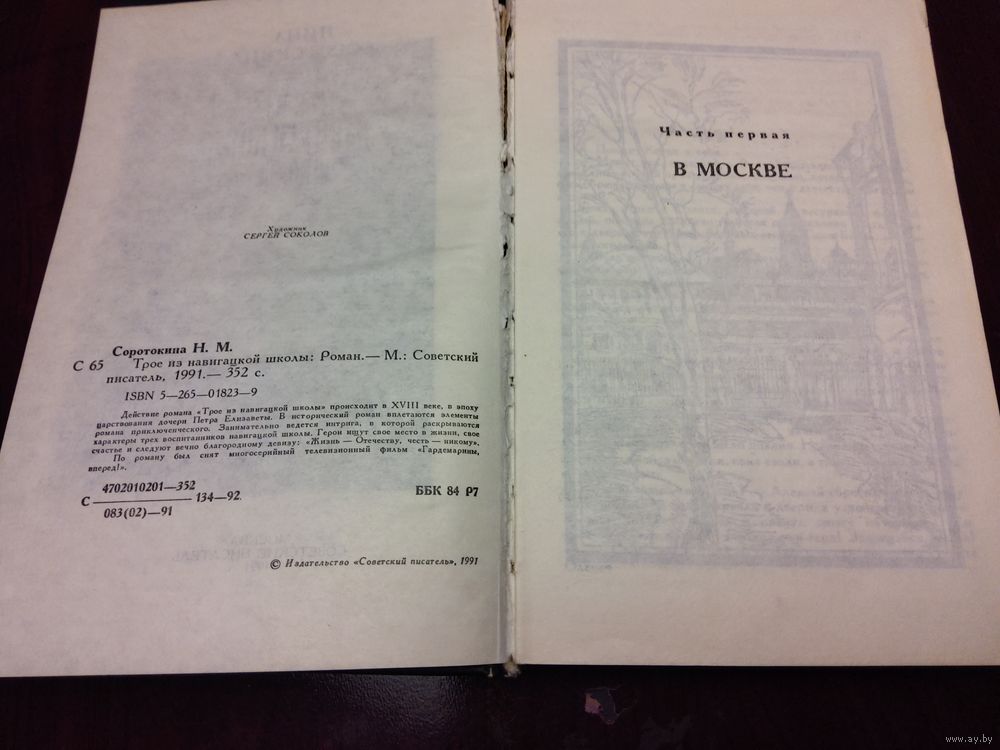 Художник
СЕРГЕЙ СОКОЛОВ
Соротокина Н. М.
С 65 Трое из навигацкой школы: Роман.— М.: Советский
писатель, 1991.— 352 с.
ISBN 5—265—01823—9
Действие романа «Трое из навигацкой школы» происходит в XVIII веке, в эпоху
царствования дочери Петра Елизаветы. В исторический роман вплетаются элементы
романа приключенческого. Занимательно ведется интрига, в которой раскрываются
характеры трех воспитанников навигацкой школы. Герои ищут свое место в жизни, свое
счастье и следуют вечно благородному девизу: «Жизнь — Отечеству, честь — никому».
По роману был снят многосерийный телевизионный фильм «Гардемарины,
вперед!».
4702010201—352
С 134—92.
083(02)—91
ББК 84 Р7
© Издательство «Советский писатель», 1991
Часть первая
В МОСКВЕ
www.ay.by